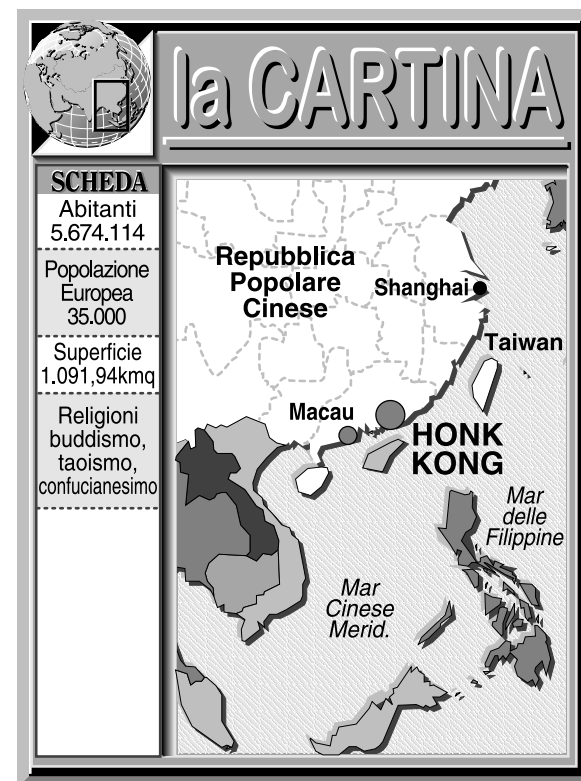 la CARTINA
SCHEDA
Abitanti
5.674.114
Popolazione
Europea
35.000
Superficie
1.091,94kmq
Religioni
buddismo,
taoismo,
confucianesimo
Repubblica
Popolare
Cinese
Shanghai
Taiwan
Macau
HONK
KONG
Mar
delle
Filippine
Mar
Cinese
Merid.